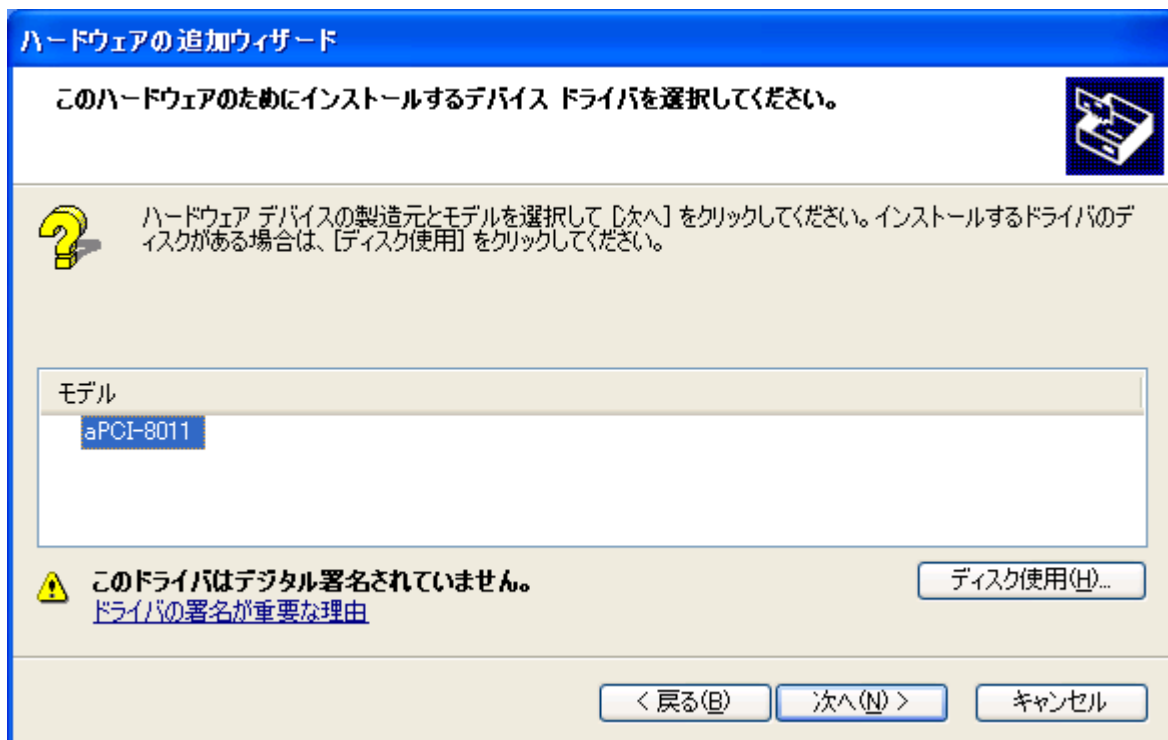 ハードウェアの追加ウィザード
このハードウェアのためにインストールするデバイス ドライバを選択してください。
ハードウェア デバイスの製造元とモデルを選択して [次へ] をクリックしてください。インストールするドライバのデ
ィスクがある場合は、[ディスク使用] をクリックしてください。
モデル
aPCI-8011
このドライバはデジタル署名されていません。
ディスク使用(H)...
ドライバの署名が重要な理由
< 戻る(B)
次へ(N) >
キャンセル